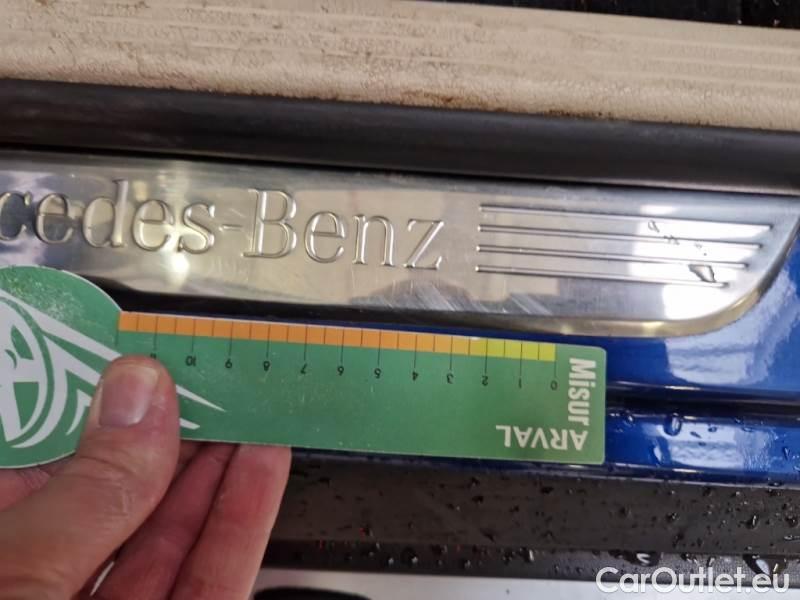 cedes-Benz
10 9 8 7 6 5 4 3 2 1 0
Misur
ARVAL
CarOutlet.eu